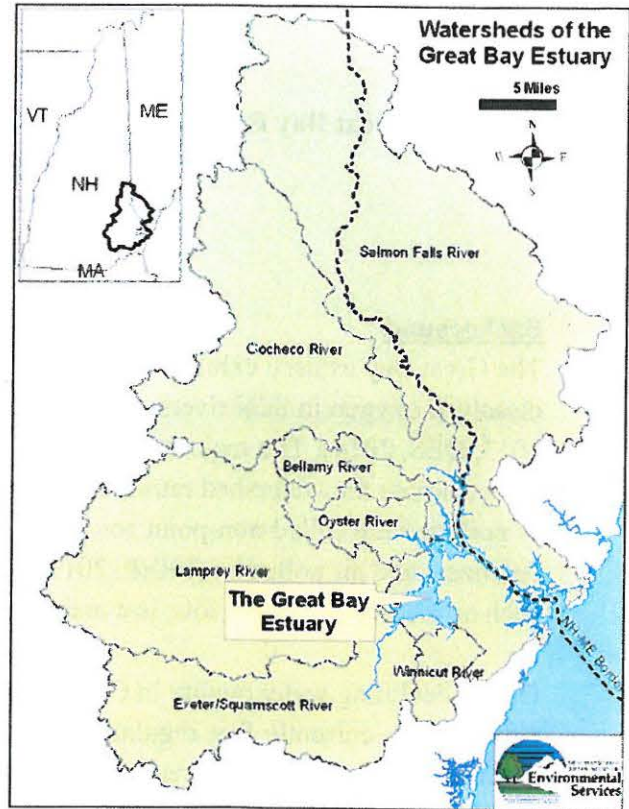 Watersheds of the
Great Bay Estuary
5 Miles
N
S
VT
ME
NH
MA
Salmon Falls River
Cocheco River
Bellamy River
Oyster River
Lamprey River
The Great Bay
Estuary
Winnicut River
Exeter/Squamscott River
NH-ME Border
Environmental
Services